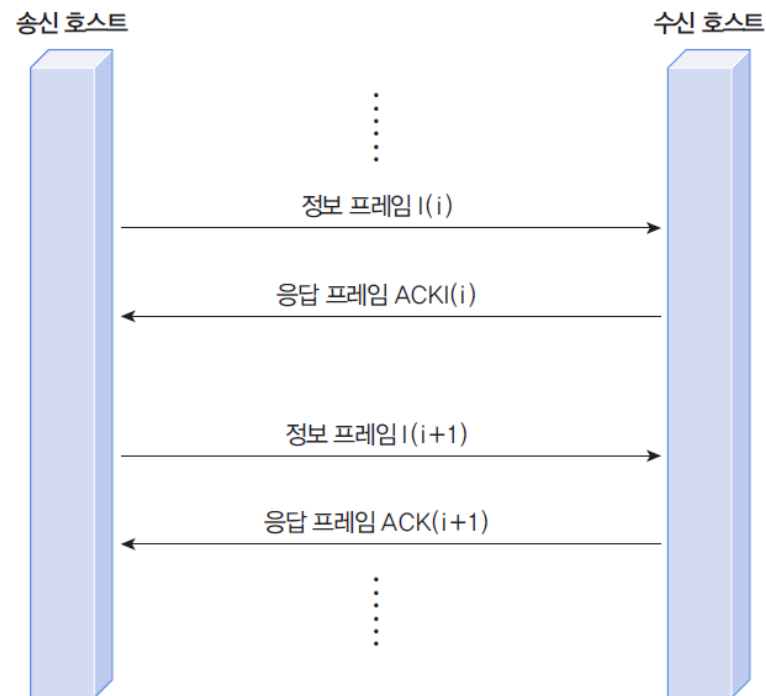 송신 호스트
수신 호스트
정보 프레임 I(i)
응답 프레임 ACKI(i)
정보 프레임 I(i+1)
응답 프레임 ACK(i+1)